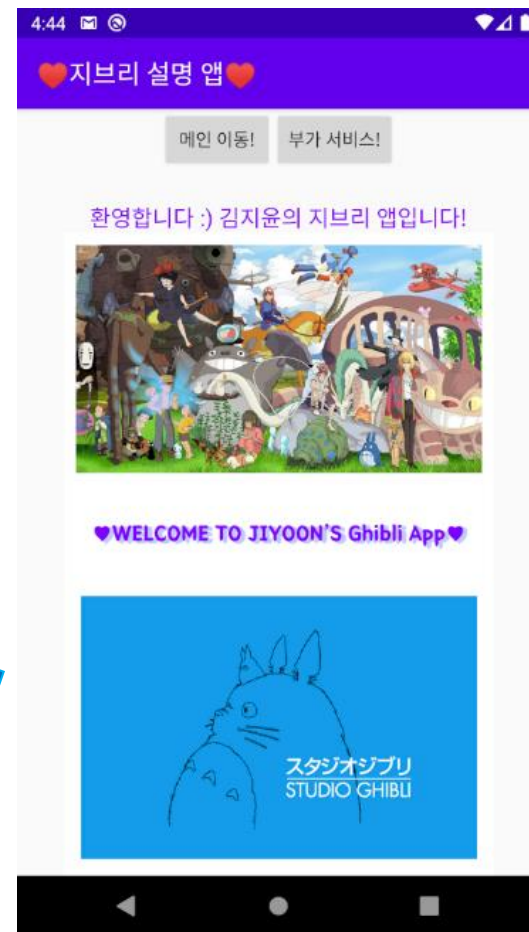 4:44
♥지브리 설명 앱♥
메인 이동! 부가 서비스!
환영합니다 :) 김지윤의 지브리 앱입니다!
♥WELCOME TO JIYOON'S Ghibli App♥
スタジオジブリ
STUDIO GHIBLI